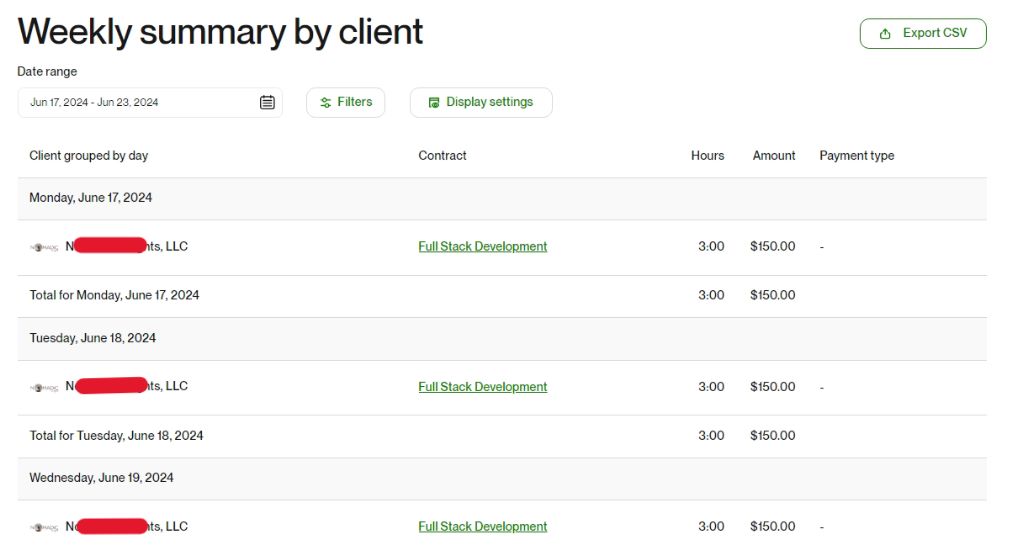 Weekly summary by client
Export CSV
Date range
Jun 17, 2024 - Jun 23, 2024
Filters
Display settings
Client grouped by day Contract Hours Amount Payment type
Monday, June 17, 2024
N nts, LLC Full Stack Development 3:00 $150.00 -
Total for Monday, June 17, 2024 3:00 $150.00
Tuesday, June 18, 2024
N nts, LLC Full Stack Development 3:00 $150.00 -
Total for Tuesday, June 18, 2024 3:00 $150.00
Wednesday, June 19, 2024
No nts, LLC Full Stack Development 3:00 $150.00 -